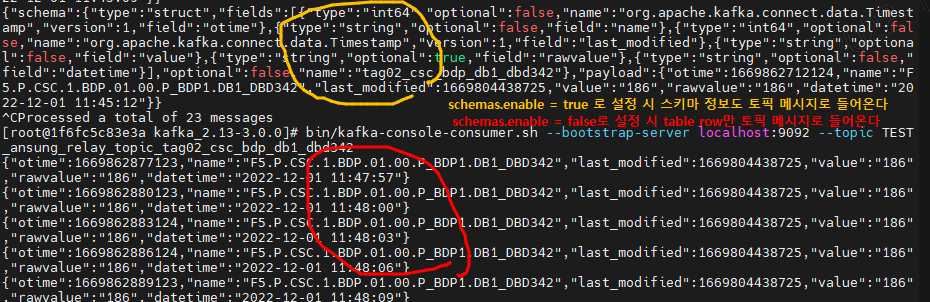 {"schema":{"type":"struct","fields":[{"type":"int64","optional":false,"name":"org.apache.kafka.connect.data.Timest
amp","version":1,"field":"otime"},{"type":"string","optional":false,"field":"name"},{"type":"int64","optional":fal
se,"name":"org.apache.kafka.connect.data.Timestamp","version":1,"field":"last_modified"},{"type":"string","optiona
l":false,"field":"value"},{"type":"string","optional":true,"field":"rawvalue"},{"type":"string","optional":false,"
field":"datetime"}],"optional":false,"name":"tag02_csc_bdp_db1_dbd342"},"payload":{"otime":1669862712124,"name":"F
5.P.CSC.1.BDP.01.00.P_BDP1.DB1_DBD342","last_modified":1669804438725,"value":"186","rawvalue":"186","datetime":"20
22-12-01 11:45:12"}}
schemas.enable = true 로 설정 시 스키마 정보도 토픽 메시지로 들어온다
^CProcessed a total of 23 messages
schemas.enable = false로 설정 시 table row만 토픽 메시지로 들어온다
[root@1f6fc5c83e3a kafka_2.13-3.0.0]# bin/kafka-console-consumer.sh --bootstrap-server localhost:9092 --topic TEST
_ansung_relay_topic_tag02_csc_bdp_db1_dbd342
{"otime":1669862877123,"name":"F5.P.CSC.1.BDP.01.00.P_BDP1.DB1_DBD342","last_modified":1669804438725,"value":"186"
,"rawvalue":"186","datetime":"2022-12-01 11:47:57"}
{"otime":1669862880123,"name":"F5.P.CSC.1.BDP.01.00.P_BDP1.DB1_DBD342","last_modified":1669804438725,"value":"186"
,"rawvalue":"186","datetime":"2022-12-01 11:48:00"}
{"otime":1669862883124,"name":"F5.P.CSC.1.BDP.01.00.P_BDP1.DB1_DBD342","last_modified":1669804438725,"value":"186"
,"rawvalue":"186","datetime":"2022-12-01 11:48:03"}
{"otime":1669862886124,"name":"F5.P.CSC.1.BDP.01.00.P_BDP1.DB1_DBD342","last_modified":1669804438725,"value":"186"
,"rawvalue":"186","datetime":"2022-12-01 11:48:06"}
{"otime":1669862889123,"name":"F5.P.CSC.1.BDP.01.00.P_BDP1.DB1_DBD342","last_modified":1669804438725,"value":"186"
,"rawvalue":"186","datetime":"2022-12-01 11:48:09"}